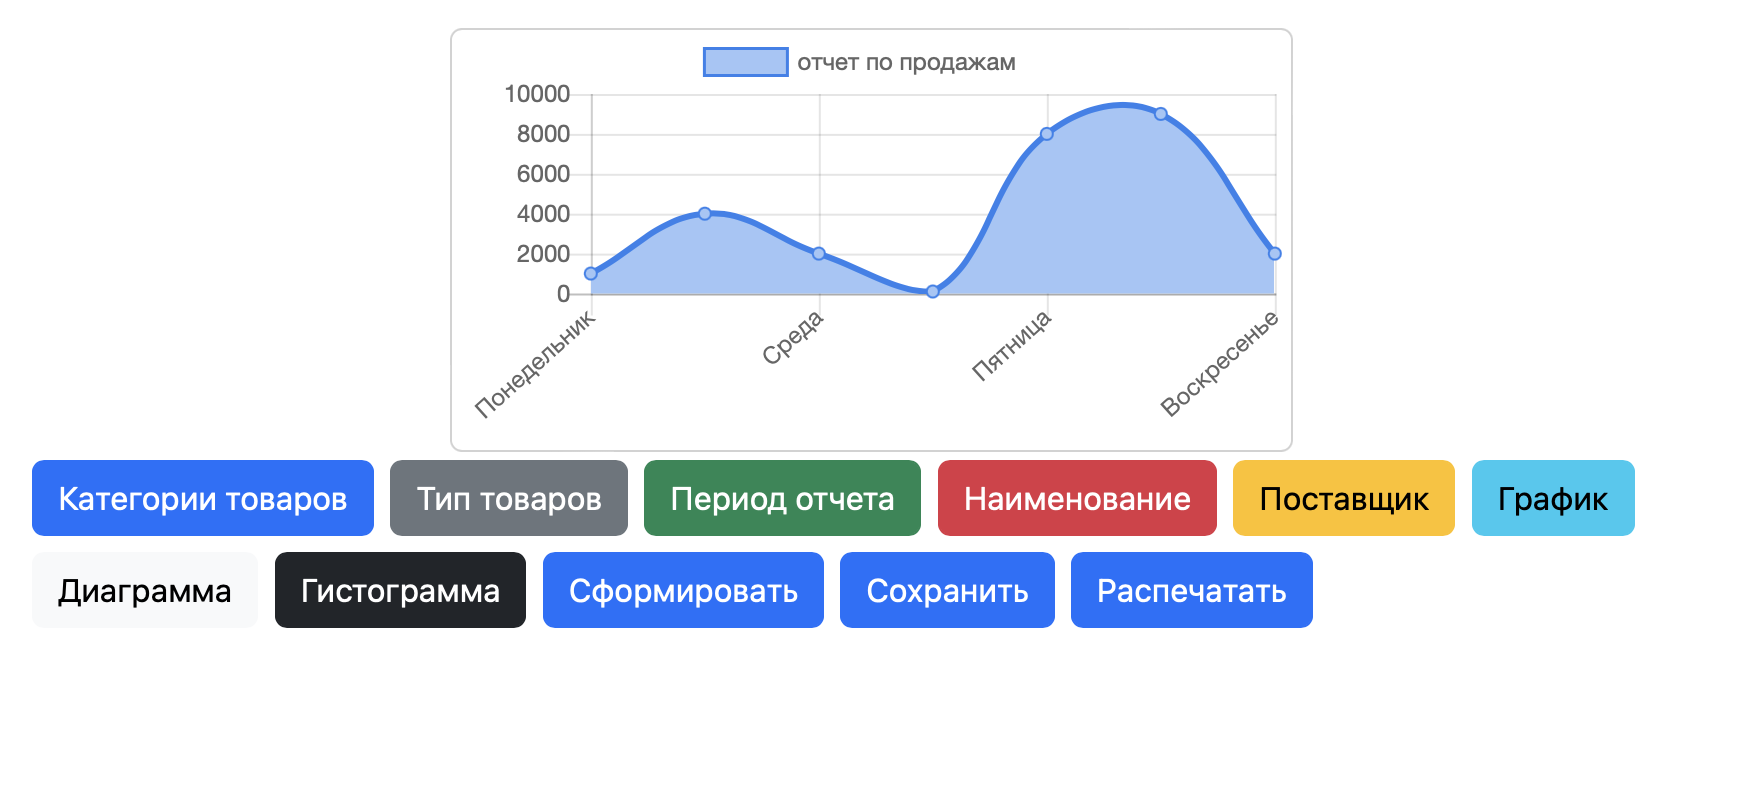 отчет по продажам
10000
8000
6000
4000
2000
0
Понедельник Среда Пятница Воскресенье
Категории товаров Тип товаров Период отчета Наименование Поставщик График
Диаграмма Гистограмма Сформировать Сохранить Распечатать